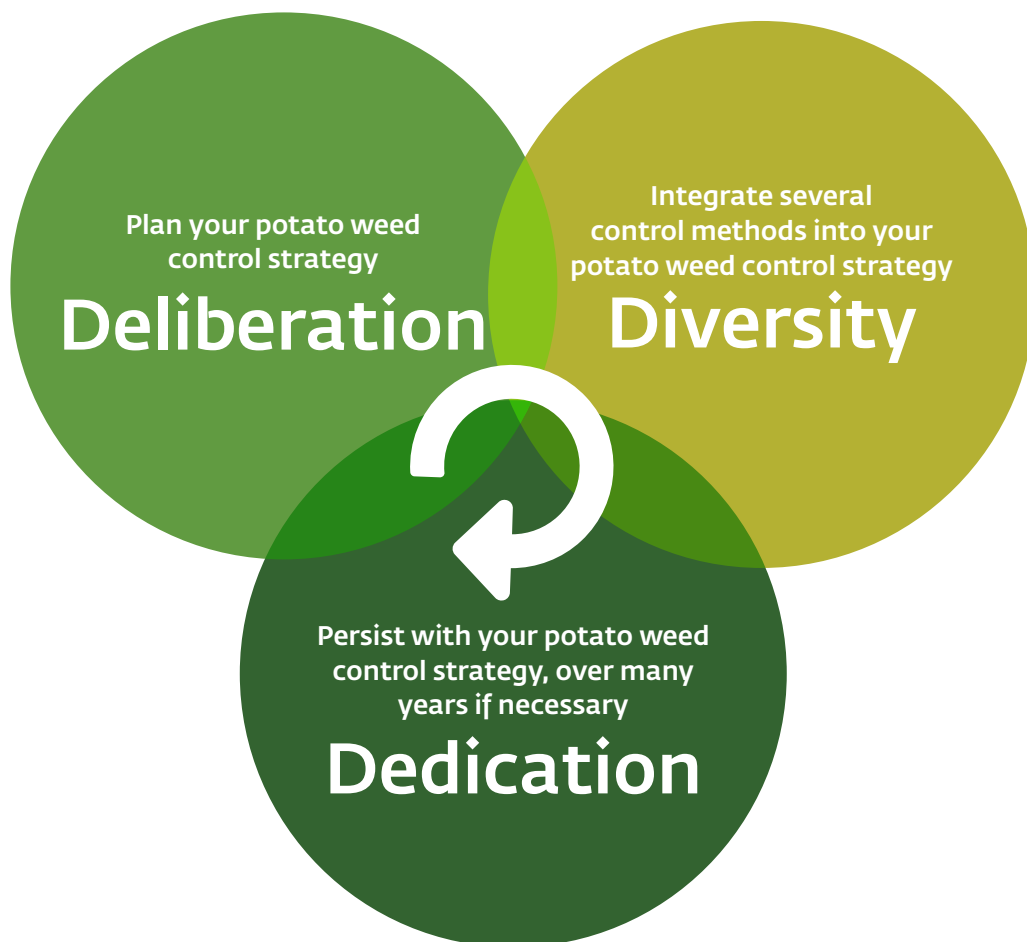 Plan your potato weed
control strategy
Deliberation
Integrate several
control methods into your
potato weed control strategy
Diversity
Persist with your potato weed
control strategy, over many
years if necessary
Dedication